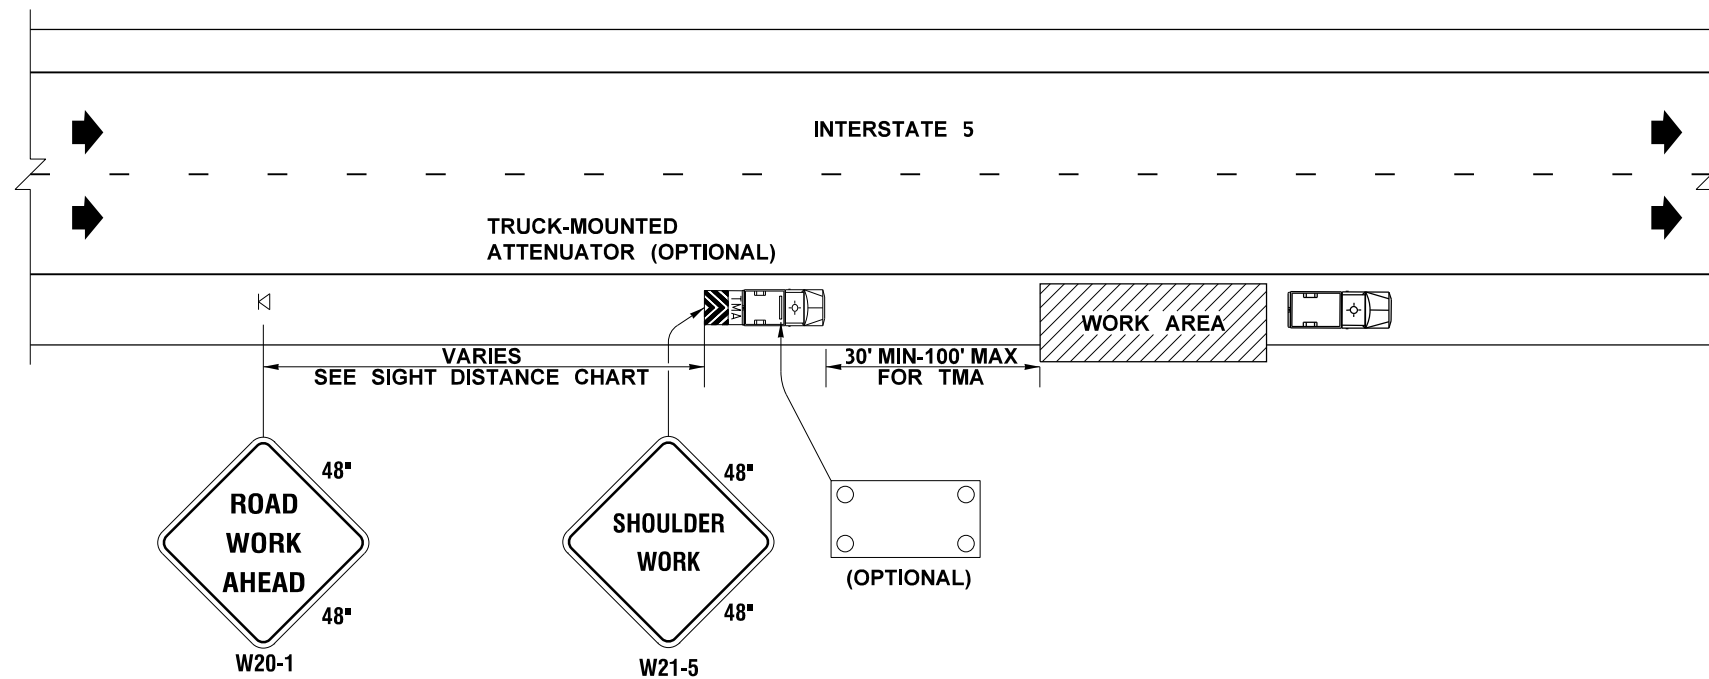 INTERSTATE 5
TRUCK-MOUNTED
ATTENUATOR (OPTIONAL)
TMA
WORK AREA
VARIES
SEE SIGHT DISTANCE CHART
30' MIN-100' MAX
FOR TMA
48"
ROAD
WORK
AHEAD
48"
W20-1
48"
SHOULDER
WORK
48"
W21-5
(OPTIONAL)